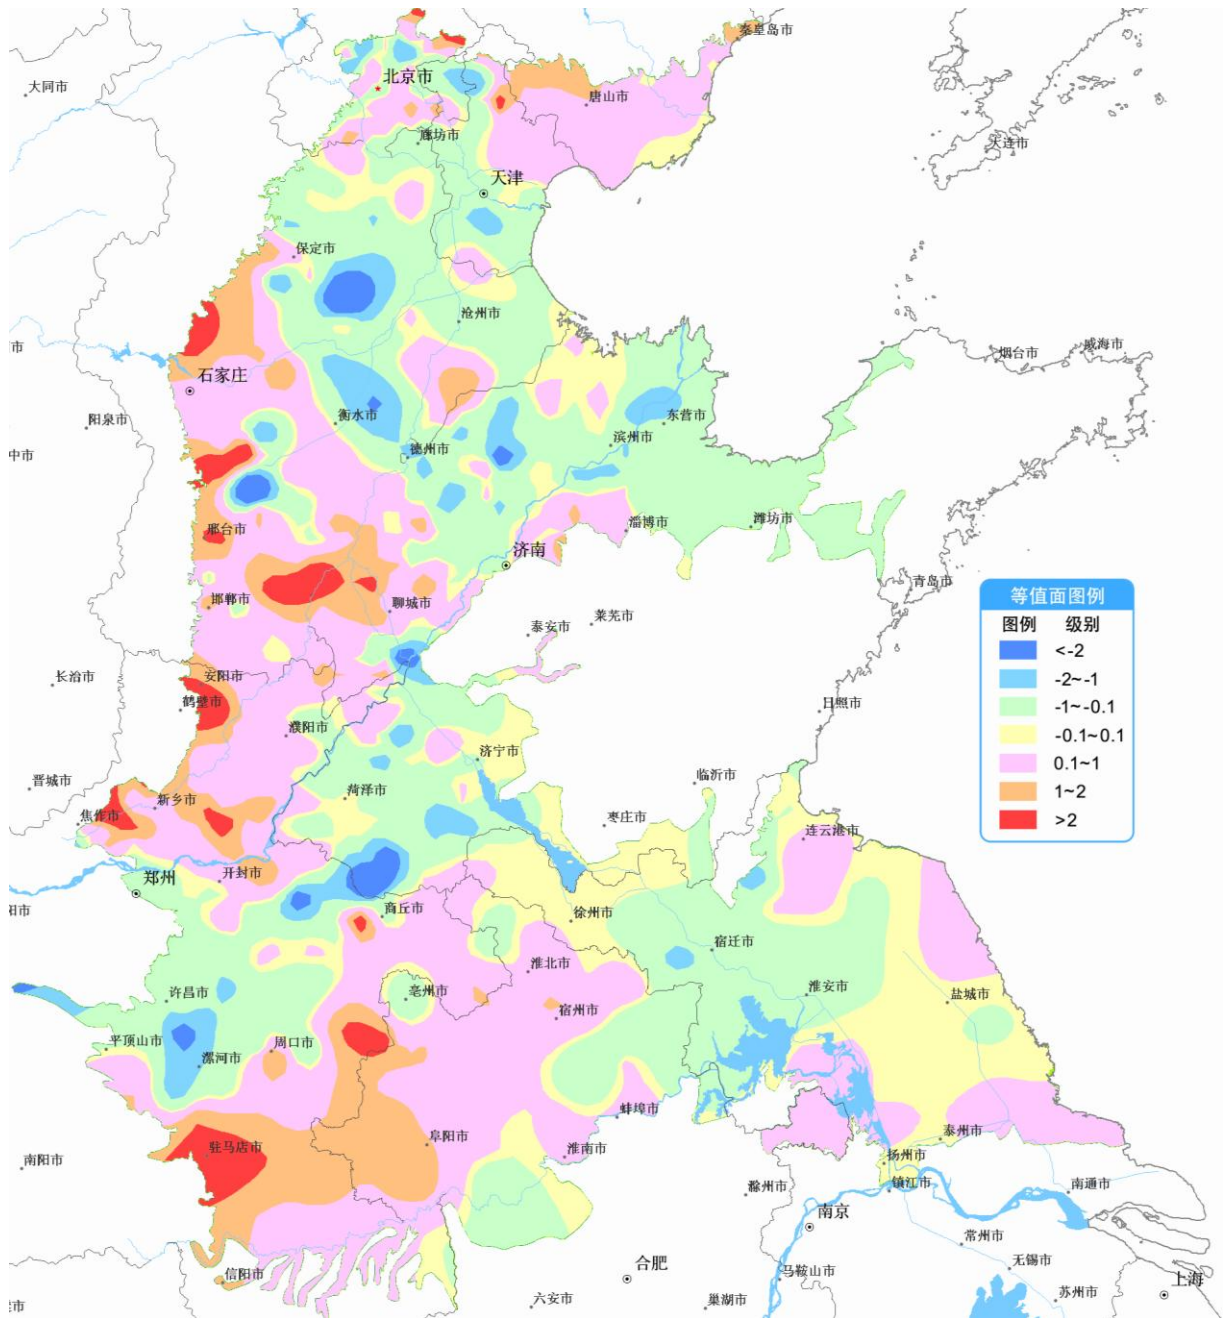 秦皇岛市
北京市
大同市
唐山市
廊坊市
大连市
天津
保定市
沧州市
市
烟台市
威海市
石家庄
阳泉市
衡水市
东营市
滨州市
中市
德州市
邢台市
淄博市
潍坊市
济南
青岛市
邯郸市
聊城市
莱芜市
泰安市
等值面图例
图例 级别
<-2
-2~-1
-1~-0.1
-0.1~0.1
0.1~1
1~2
>2
长治市
安阳市
鹤壁市
日照市
濮阳市
济宁市
晋城市
临沂市
菏泽市
新乡市
焦作市
枣庄市
连云港市
开封市
郑州
阳市
商丘市
徐州市
宿迁市
淮北市
许昌市
亳州市
淮安市
盐城市
宿州市
平顶山市
周口市
漯河市
蚌埠市
泰州市
驻马店市
阜阳市
淮南市
南阳市
扬州市
滁州市
镇江市
南通市
南京
常州市
合肥
信阳市
马鞍山市
无锡市
上海
六安市
巢湖市
苏州市
市